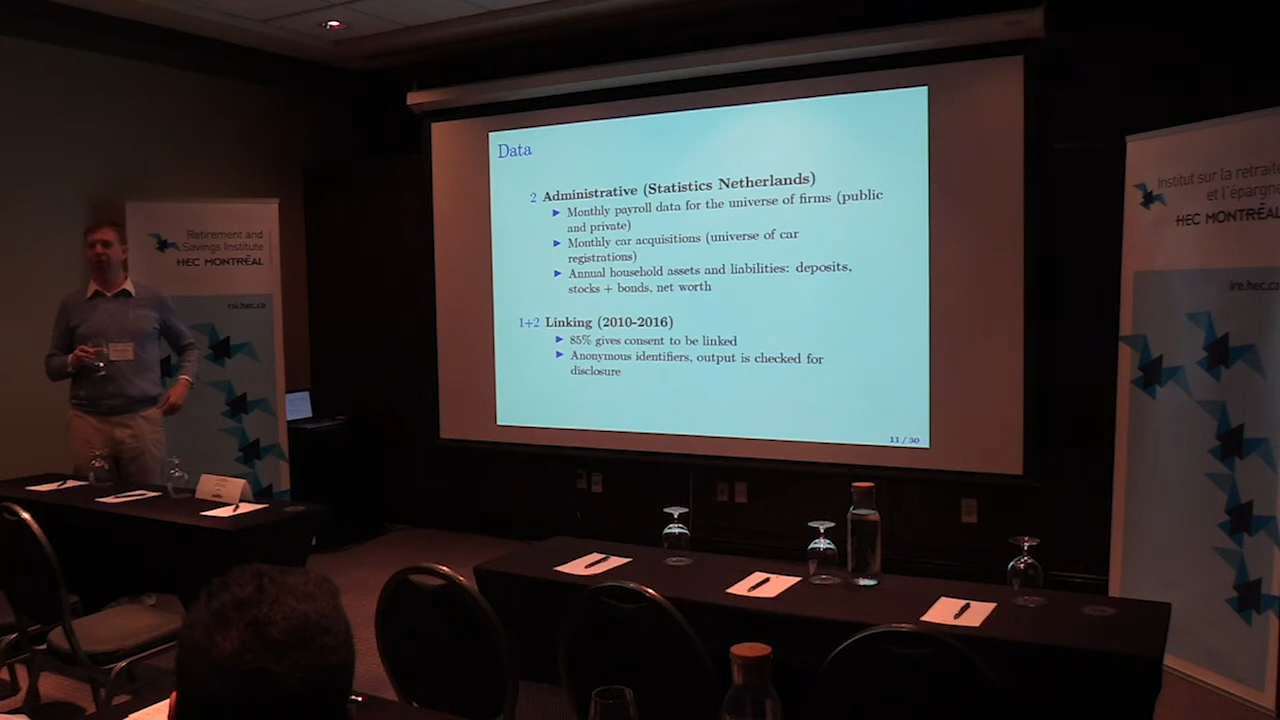 Data
2 Administrative (Statistics Netherlands)
Monthly payroll data for the universe of firms (public
and private)
Monthly car acquisitions (universe of car
registrations)
Annual household assets and liabilities: deposits,
stocks + bonds, net worth
1+2 Linking (2010-2016)
85% gives consent to be linked
Anonymous identifiers, output is checked for
disclosure
11 / 30
Retirement and
Savings Institute
HEC MONTRĒAL
rsi.hec.ca
Institut sur la retraite
et l'épargne
HEC MONTRĒAL
ire.hec.ca